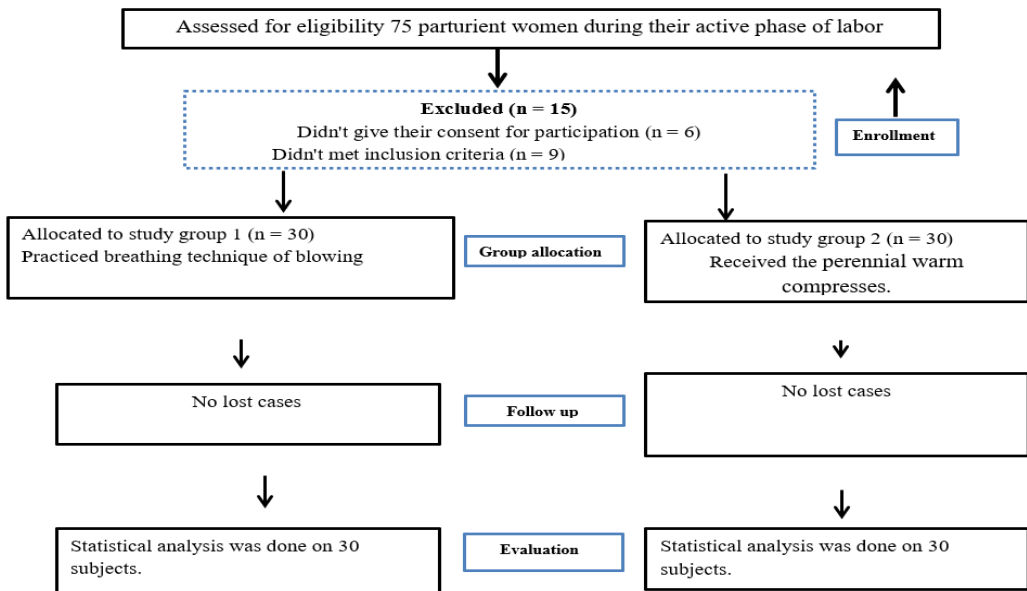 Assessed for eligibility 75 parturient women during their active phase of labor
Excluded (n = 15)
Didn't give their consent for participation (n = 6)
Didn't met inclusion criteria (n = 9)
Enrollment
Allocated to study group 1 (n = 30)
Practiced breathing technique of blowing
Group allocation
Allocated to study group 2 (n = 30)
Received the perennial warm
compresses.
No lost cases
Follow up
No lost cases
Statistical analysis was done on 30
subjects.
Evaluation
Statistical analysis was done on 30
subjects.